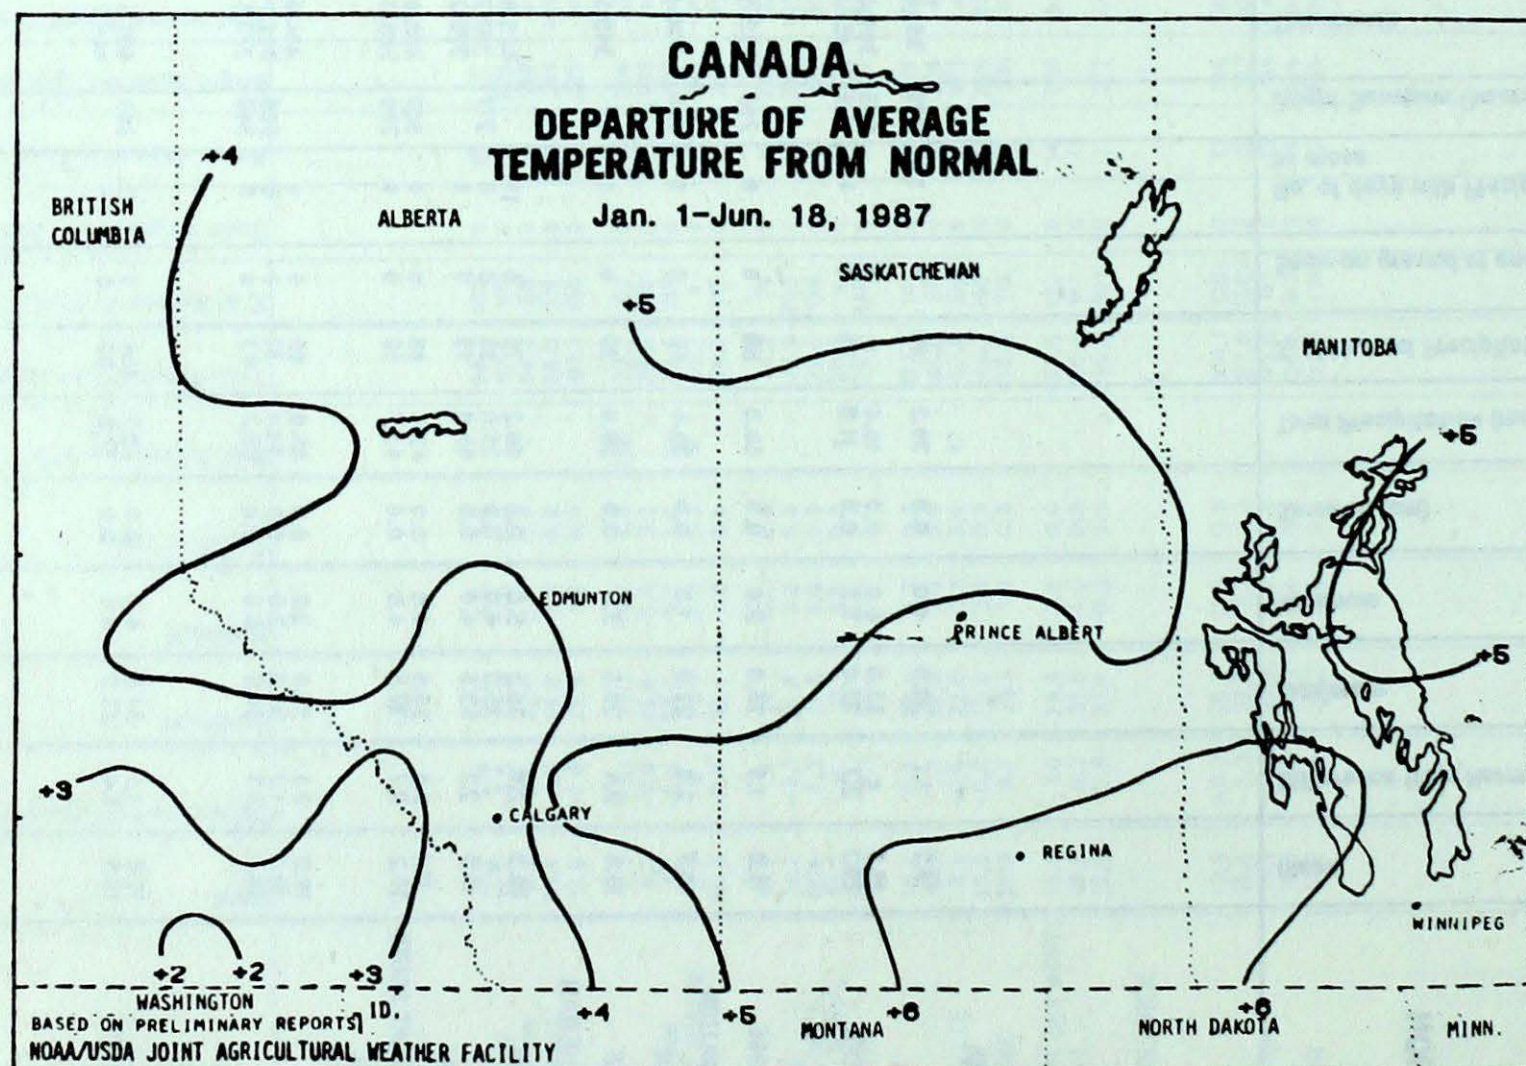 CANADA
DEPARTURE OF AVERAGE
TEMPERATURE FROM NORMAL
Jan. 1-Jun. 18, 1987
+4
BRITISH
COLUMBIA
ALBERTA
SASKATCHEWAN
+5
MANITOBA
+5
EDMUNTON
PRINCE ALBERT
+5
+3
CALGARY
REGINA
WINNIPEG
+2
+2
+3
WASHINGTON
ID.
+4
+5
+6
+6
MONTANA
NORTH DAKOTA
MINN.
BASED ON PRELIMINARY REPORTS
NOAA/USDA JOINT AGRICULTURAL WEATHER FACILITY